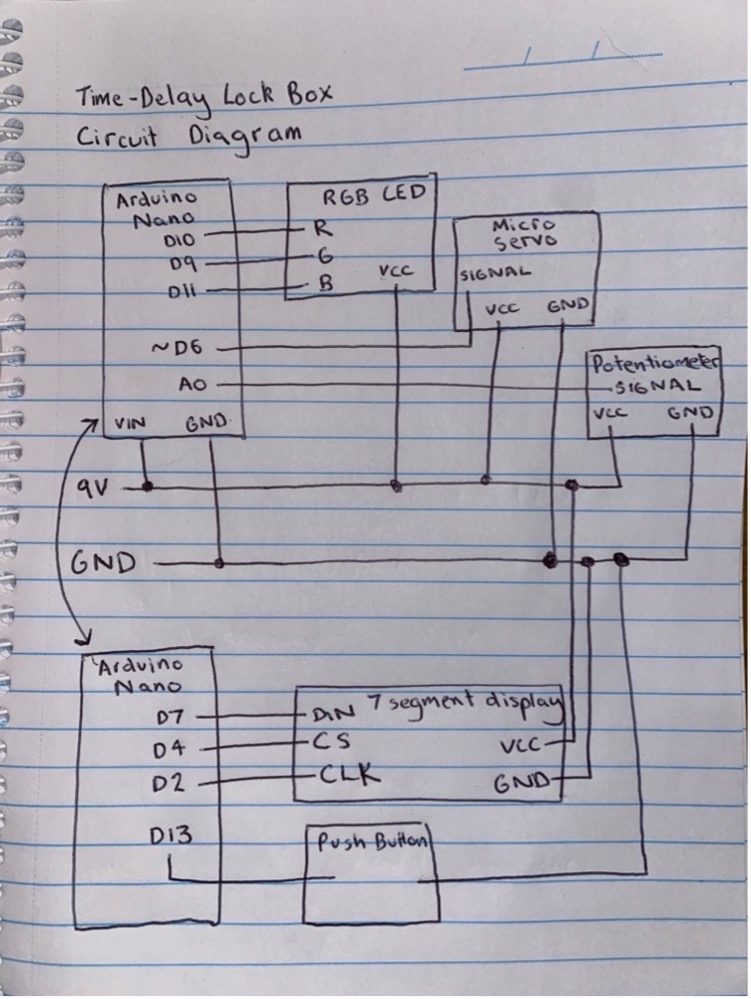 Time-Delay Lock Box
Circuit Diagram
Arduino
Nano
D10
D9
D11
~D6
A0
VIN GND
RGB LED
R
G
B
VCC
Micro
Servo
SIGNAL
VCC GND
Potentiometer
SIGNAL
VCC GND
9V
GND
Arduino
Nano
D7
D4
D2
D13
7 segment display
DIN
CS
CLK
VCC
GND
Push Button